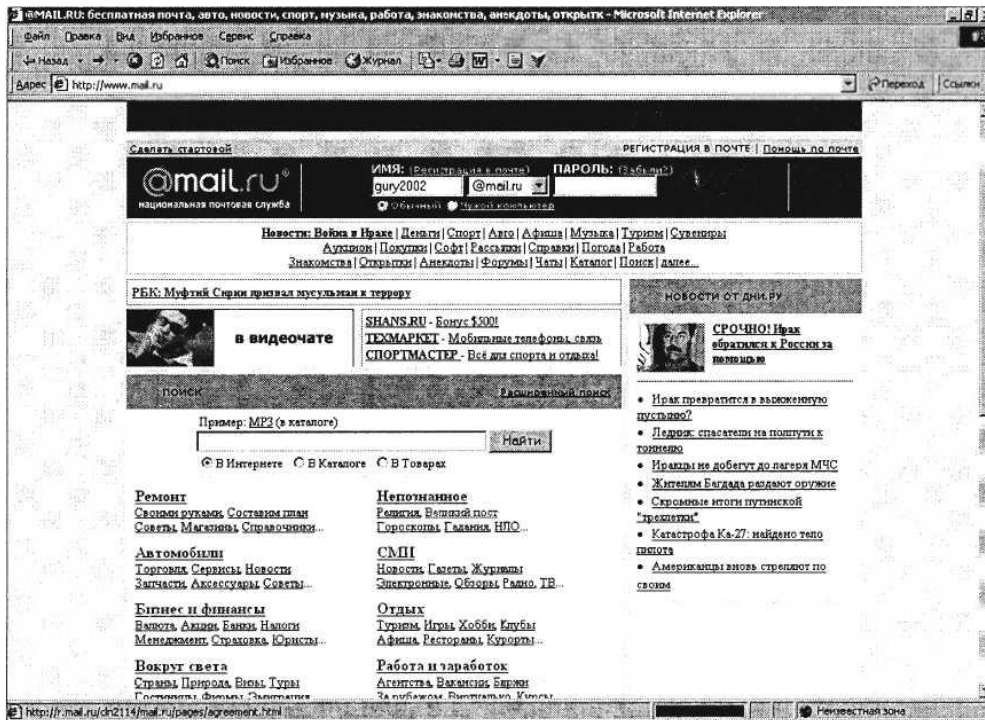 @MAIL.RU: бесплатная почта, авто, новости, спорт, музыка, работа, знакомства, анекдоты, открытк - Microsoft Internet Explorer
Файл Правка Вид Избранное Сервис Справка
Назад Поиск Избранное Журнал
Адрес http://www.mail.ru Переход Ссылки
Сделать стартовой РЕГИСТРАЦИЯ В ПОЧТЕ | Помощь по почте
ИМЯ: (Регистрация в почте) ПАРОЛЬ: (Забыли?)
@mail.ru® gury2002 @mail.ru
национальная почтовая служба Обычный Чужой компьютер
Новости: Война в Ираке | Деньги | Спорт | Авто | Афиша | Музыка | Туризм | Сувениры
Аукцион | Покупки | Софт | Рассылки | Справки | Погода | Работа
Знакомства | Открытки | Анекдоты | Форумы | Чаты | Каталог | Поиск | далее...
РБК: Муфтий Сирии призвал мусульман к террору
в видеочате
SHANS.RU - Бонус $500!
ТЕХМАРКЕТ - Мобильные телефоны, связь
СПОРТМАСТЕР - Всё для спорта и отдыха!
ПОИСК Расширенный поиск
Пример: MP3 (в каталоге)
Найти
В Интернете В Каталоге В Товарах
Ремонт
Своими руками, Составим план
Советы, Магазины, Справочники...
Автомобили
Торговля, Сервисы, Новости
Запчасти, Аксессуары, Советы...
Бизнес и финансы
Валюта, Акции, Банки, Налоги
Менеджмент, Страховка, Юристы...
Вокруг света
Страны, Природа, Визы, Туры
Гостиницы, Фирмы, Эмиграция
Непознанное
Религия, Великий пост
Гороскопы, Гадания, НЛО...
СМИ
Новости, Газеты, Журналы
Электронные, Обзоры, Радио, ТВ...
Отдых
Туризм, Игры, Хобби, Клубы
Афиша, Рестораны, Курорты...
Работа и заработок
Агентства, Вакансии, Биржи
За рубежом, Виртуально, Курсы
НОВОСТИ ОТ ДНИ.РУ
СРОЧНО! Ирак
обратился к России за
помощью
• Ирак превратится в выжженную
пустыню?
• Ледник: спасатели на полпути к
тоннелю
• Иракцы не добегут до лагеря МЧС
• Жителям Багдада раздают оружие
• Скромные итоги путинской
"трехлетки"
• Катастрофа Ка-27: найдено тело
пилота
• Американцы вновь стреляют по
своим
http://r.mail.ru/cln2114/mail.ru/pages/agreement.html Неизвестная зона